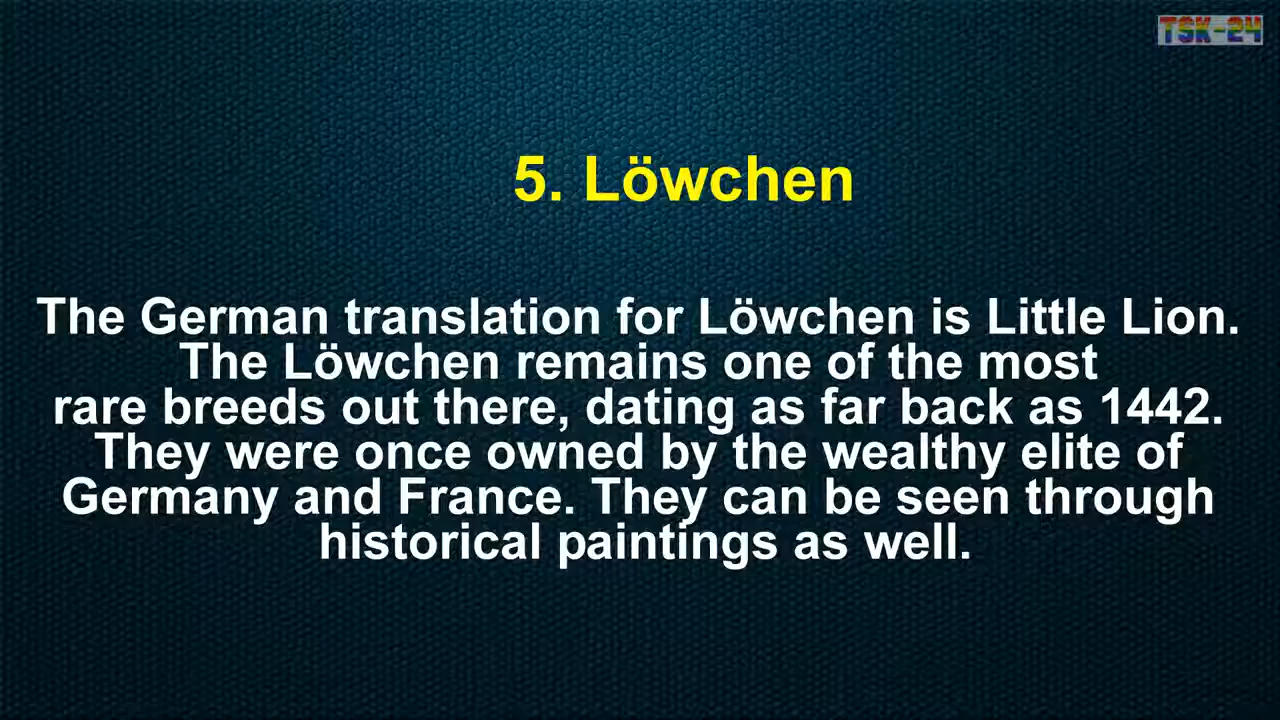 TSK-24
5. Löwchen
The German translation for Löwchen is Little Lion.
The Löwchen remains one of the most
rare breeds out there, dating as far back as 1442.
They were once owned by the wealthy elite of
Germany and France. They can be seen through
historical paintings as well.